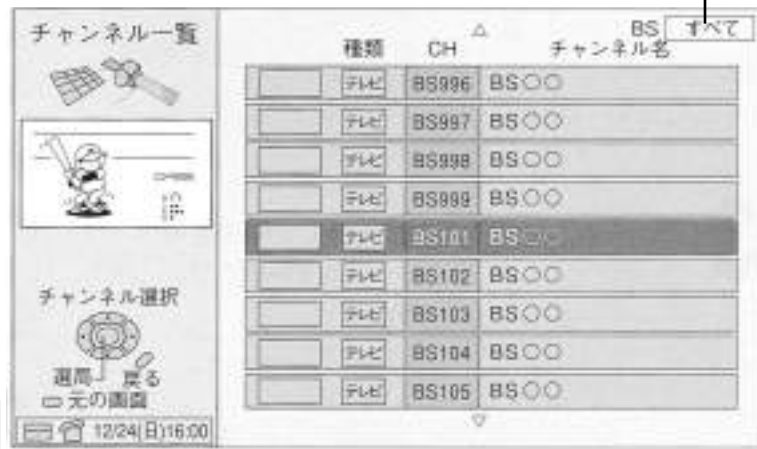 チャンネル一覧
BS すべて
種類 CH チャンネル名
テレビ BS996 BS○○
テレビ BS997 BS○○
テレビ BS998 BS○○
テレビ BS999 BS○○
テレビ BS101 BS○○
テレビ BS102 BS○○
テレビ BS103 BS○○
テレビ BS104 BS○○
テレビ BS105 BS○○
チャンネル選択
選局 戻る
元の画面
12/24(日)16:00